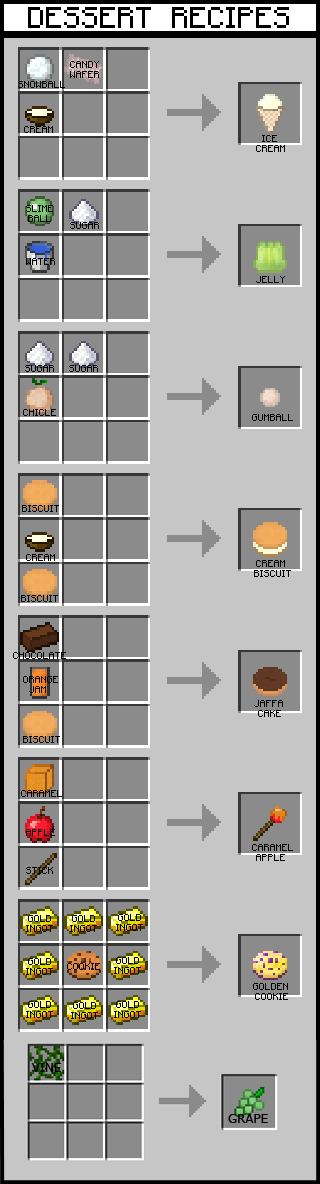 DESSERT RECIPES
SNOWBALL
CANDY
WAFER
CREAM
ICE
CREAM
SLIME
BALL
SUGAR
WATER
JELLY
SUGAR
SUGAR
CHICLE
GUMBALL
BISCUIT
CREAM
BISCUIT
CREAM
BISCUIT
CHOCOLATE
ORANGE
JAM
BISCUIT
JAFFA
CAKE
CARAMEL
APPLE
STICK
CARAMEL
APPLE
GOLD
INGOT
GOLD
INGOT
GOLD
INGOT
GOLD
INGOT
COOKIE
GOLD
INGOT
GOLD
INGOT
GOLD
INGOT
GOLD
INGOT
GOLDEN
COOKIE
VINE
GRAPE